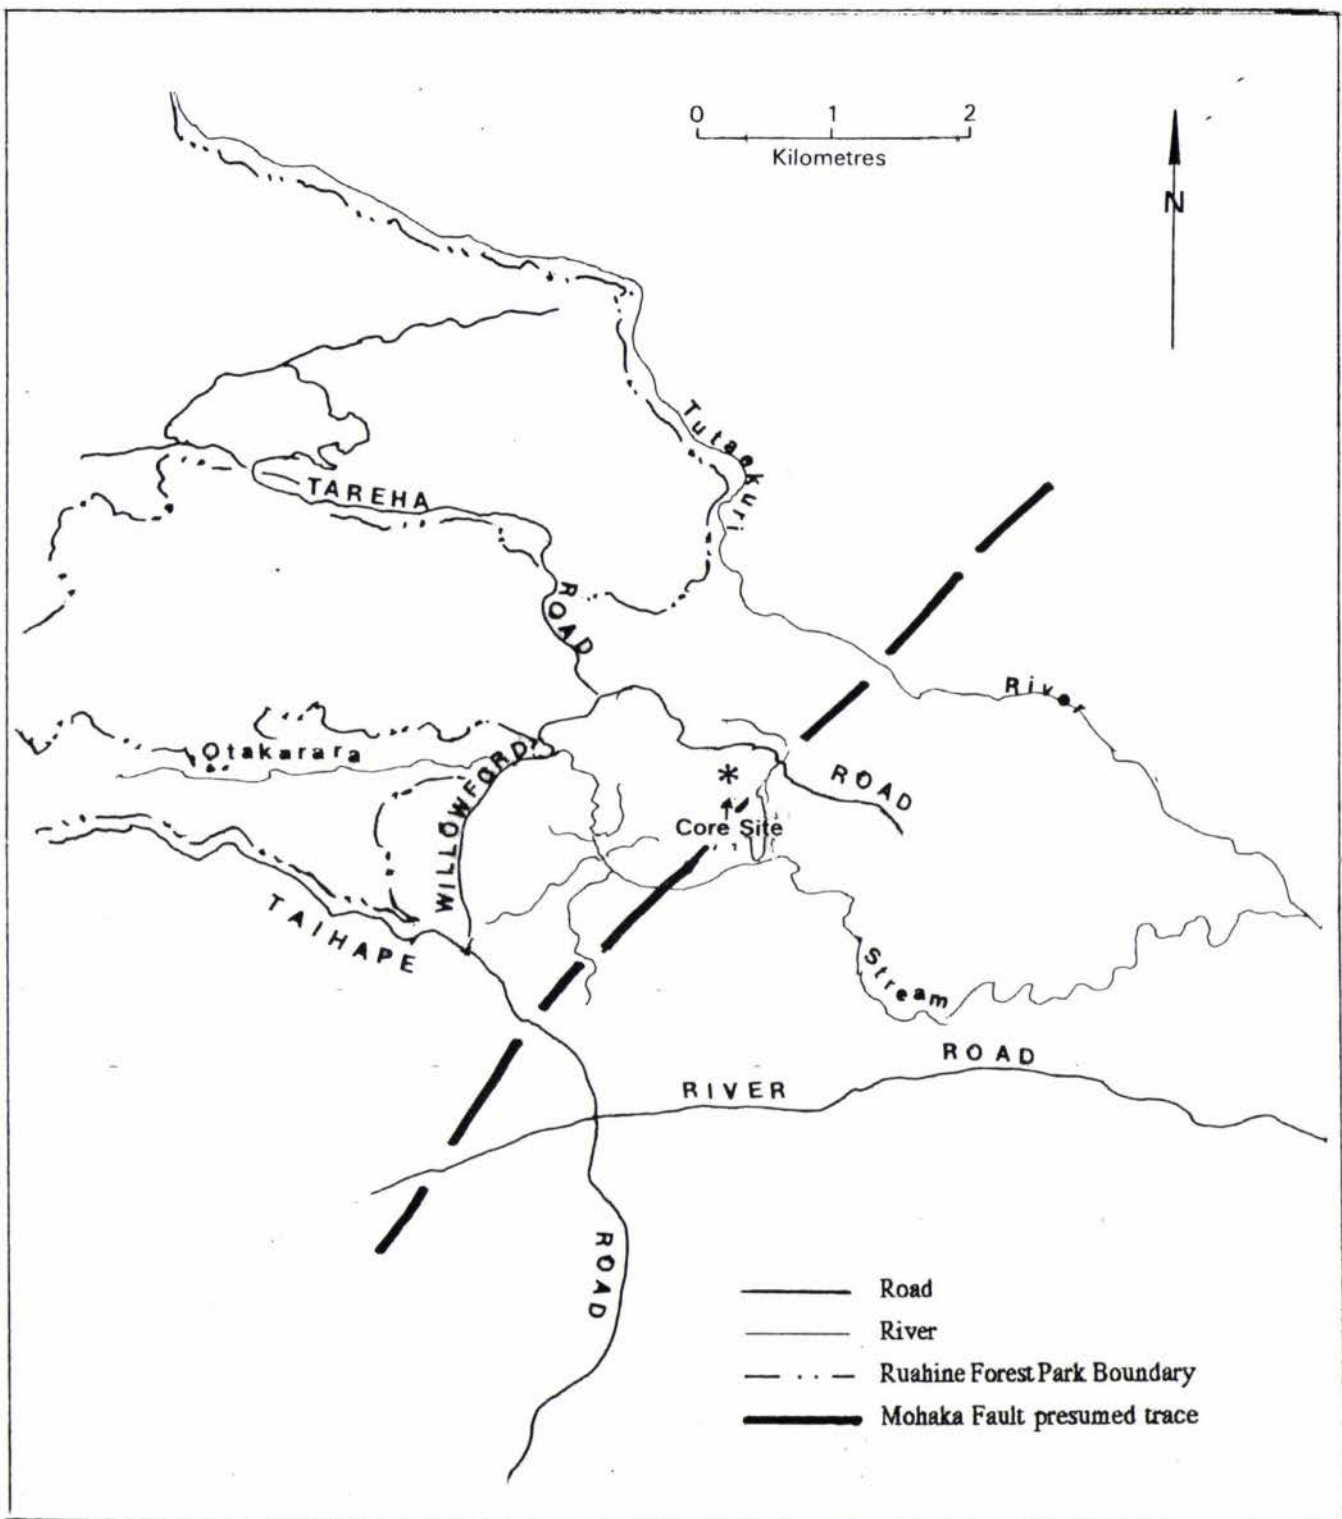 0 1 2
Kilometres
N
Tutaekuri
TAREHA
ROAD
River
Otakarara
WILLOWFORD
ROAD
Core Site
TAIHAPE
Stream
ROAD
RIVER
ROAD
Road
River
Ruahine Forest Park Boundary
Mohaka Fault presumed trace